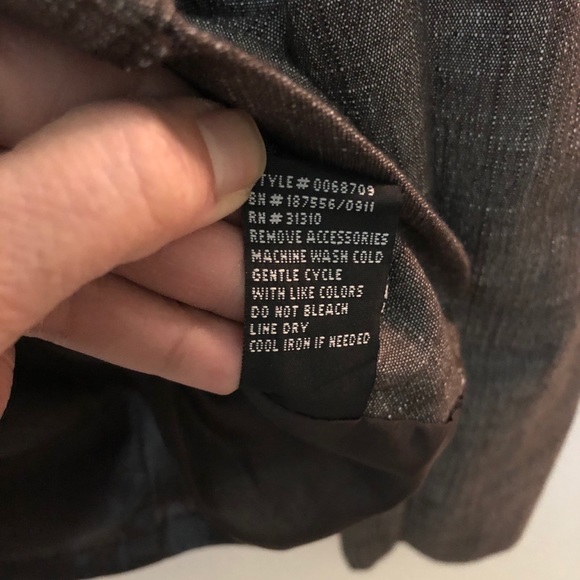 STYLE# 0068709
BN# 187556/0911
RN# 31310
REMOVE ACCESSORIES
MACHINE WASH COLD
GENTLE CYCLE
WITH LIKE COLORS
DO NOT BLEACH
LINE DRY
COOL IRON IF NEEDED